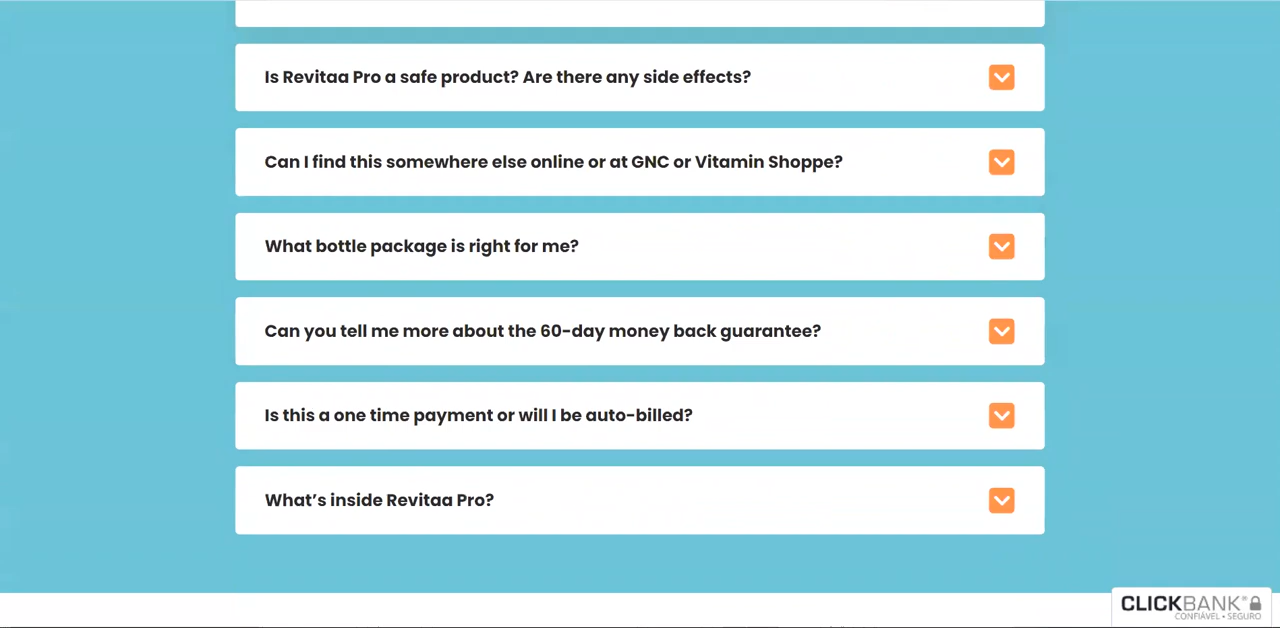 Is Revitaa Pro a safe product? Are there any side effects?
Can I find this somewhere else online or at GNC or Vitamin Shoppe?
What bottle package is right for me?
Can you tell me more about the 60-day money back guarantee?
Is this a one time payment or will I be auto-billed?
What’s inside Revitaa Pro?
CLICKBANK®
CONFIÁVEL • SEGURO